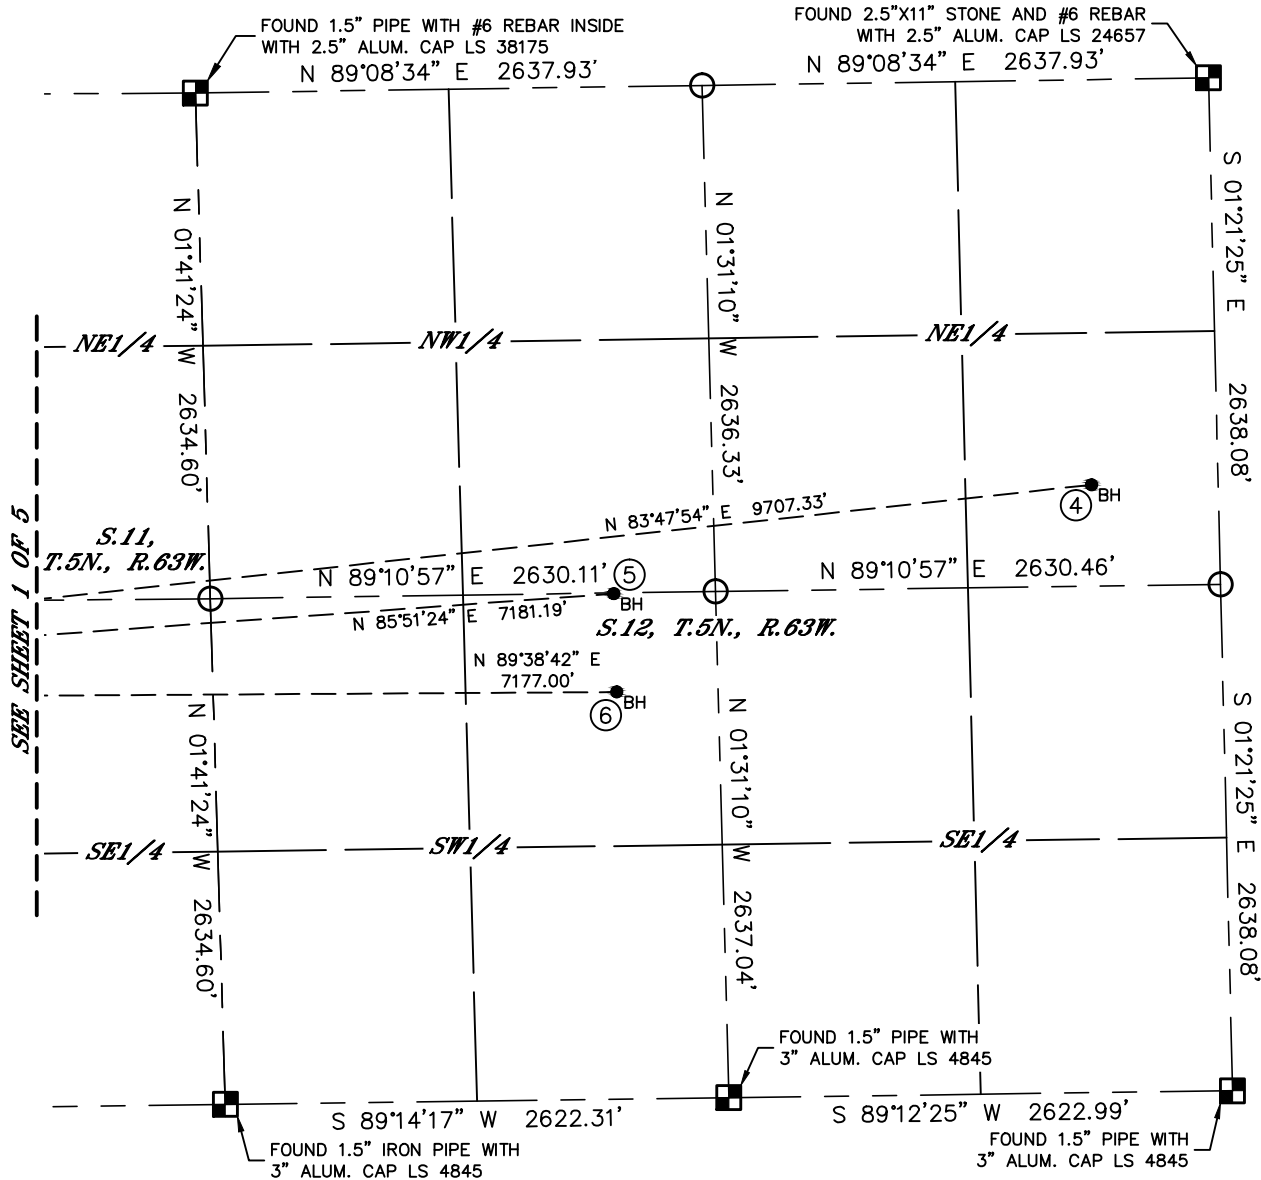 FOUND 1.5” PIPE WITH #6 REBAR INSIDE
WITH 2.5” ALUM. CAP LS 38175
FOUND 2.5”X11” STONE AND #6 REBAR
WITH 2.5” ALUM. CAP LS 24657
N 89°08’34” E 2637.93’
N 89°08’34” E 2637.93’
N 01°41’24” W 2634.60’
N 01°31’10” W 2636.33’
S 01°21’25” E 2638.08’
NE1/4
NW1/4
NE1/4
SEE SHEET 1 OF 5
S.11,
T.5N., R.63W.
N 83°47’54” E 9707.33’
4
BH
N 89°10’57” E 2630.11’
5
BH
N 89°10’57” E 2630.46’
N 85°51’24” E 7181.19’
S.12, T.5N., R.63W.
N 89°38’42” E
7177.00’
6
BH
N 01°41’24” W 2634.60’
N 01°31’10” W 2637.04’
S 01°21’25” E 2638.08’
SE1/4
SW1/4
SE1/4
FOUND 1.5” PIPE WITH
3” ALUM. CAP LS 4845
S 89°14’17” W 2622.31’
S 89°12’25” W 2622.99’
FOUND 1.5” IRON PIPE WITH
3” ALUM. CAP LS 4845
FOUND 1.5” PIPE WITH
3” ALUM. CAP LS 4845